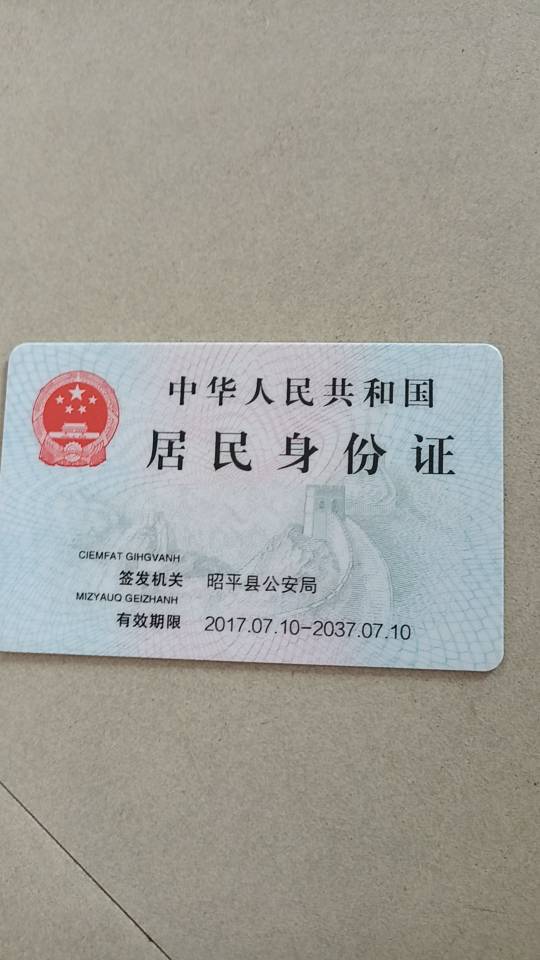 中华人民共和国
居民身份证
CIEMFAT GIHGVANH
签发机关 昭平县公安局
MIZYAUQ GEIZHANH
有效期限 2017.07.10-2037.07.10